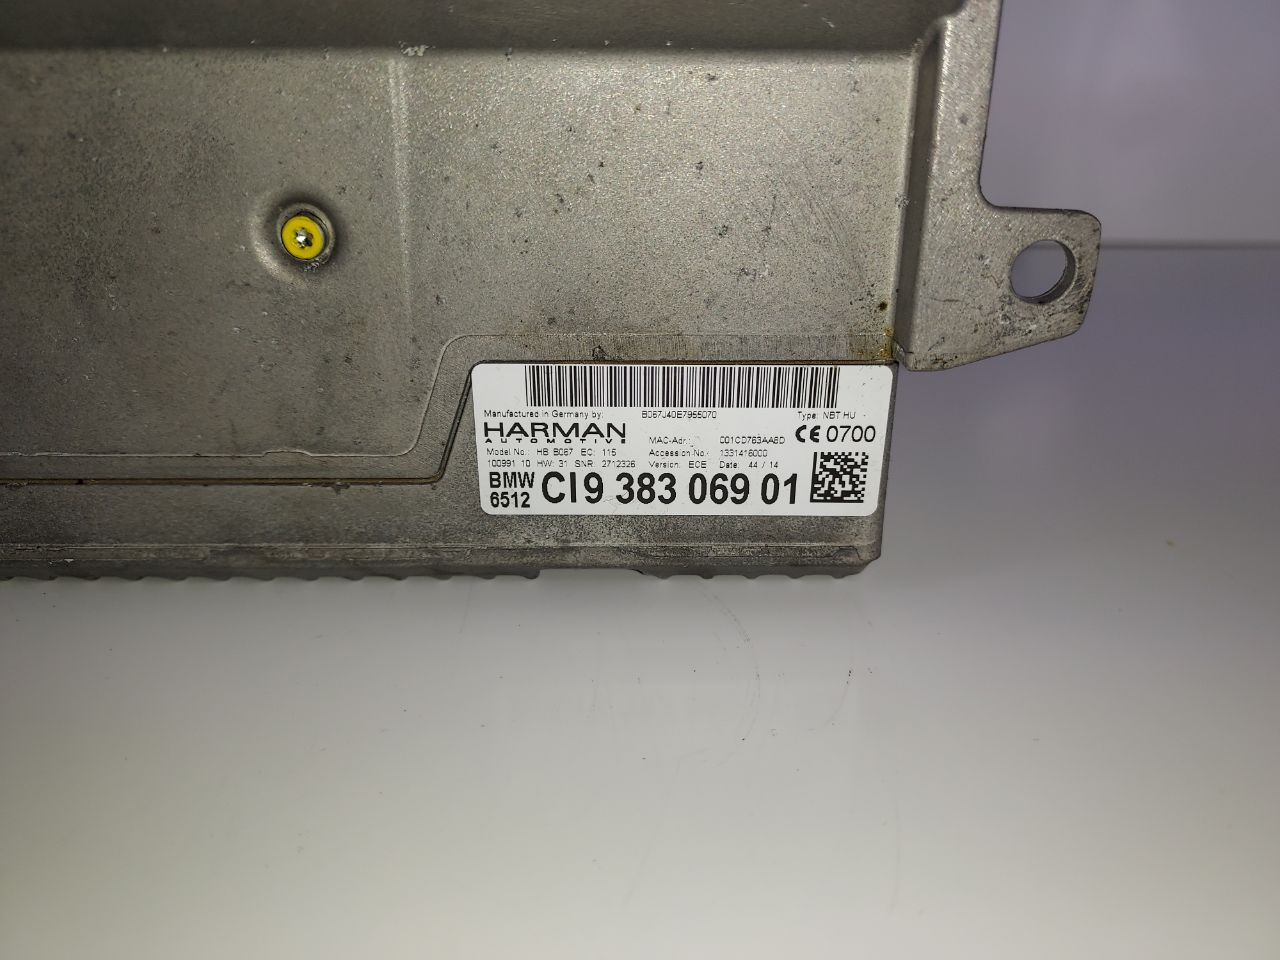 Manufactured in Germany by: B067J40E7955070 Type: NBT HU -
HARMAN
AUTOMOTIVE
MAC-Adr.: 001CD763AA8D CE 0700
Model No.: HB B067 EC: 115 Accession No.: 1331416000
100991 10 HW: 31 SNR: 2712326 Version: ECE Date: 44 / 14
BMW
6512
CI9 383 069 01